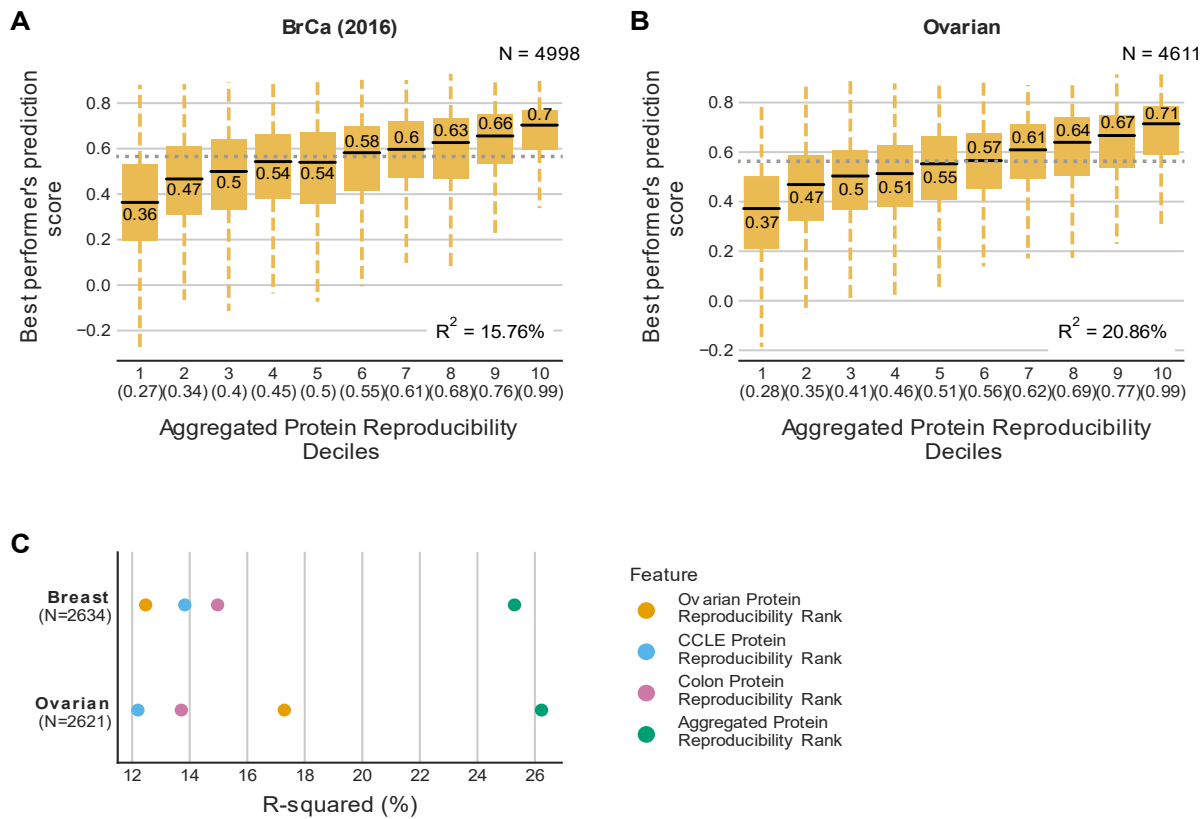 A
BrCa (2016)
N = 4998
Best performer's prediction
score
0.8
0.6
0.4
0.2
0.0
−0.2
0.36
0.47
0.5
0.54
0.54
0.58
0.6
0.63
0.66
0.7
R² = 15.76%
1 2 3 4 5 6 7 8 9 10
(0.27)(0.34) (0.4) (0.45) (0.5) (0.55)(0.61)(0.68)(0.76)(0.99)
Aggregated Protein Reproducibility
Deciles
B
Ovarian
N = 4611
Best performer's prediction
score
0.8
0.6
0.4
0.2
0.0
−0.2
0.37
0.47
0.5
0.51
0.55
0.57
0.61
0.64
0.67
0.71
R² = 20.86%
1 2 3 4 5 6 7 8 9 10
(0.28)(0.35)(0.41)(0.46)(0.51)(0.56)(0.62)(0.69)(0.77)(0.99)
Aggregated Protein Reproducibility
Deciles
C
Breast
(N=2634)
Ovarian
(N=2621)
12 14 16 18 20 22 24 26
R-squared (%)
Feature
Ovarian Protein
Reproducibility Rank
CCLE Protein
Reproducibility Rank
Colon Protein
Reproducibility Rank
Aggregated Protein
Reproducibility Rank